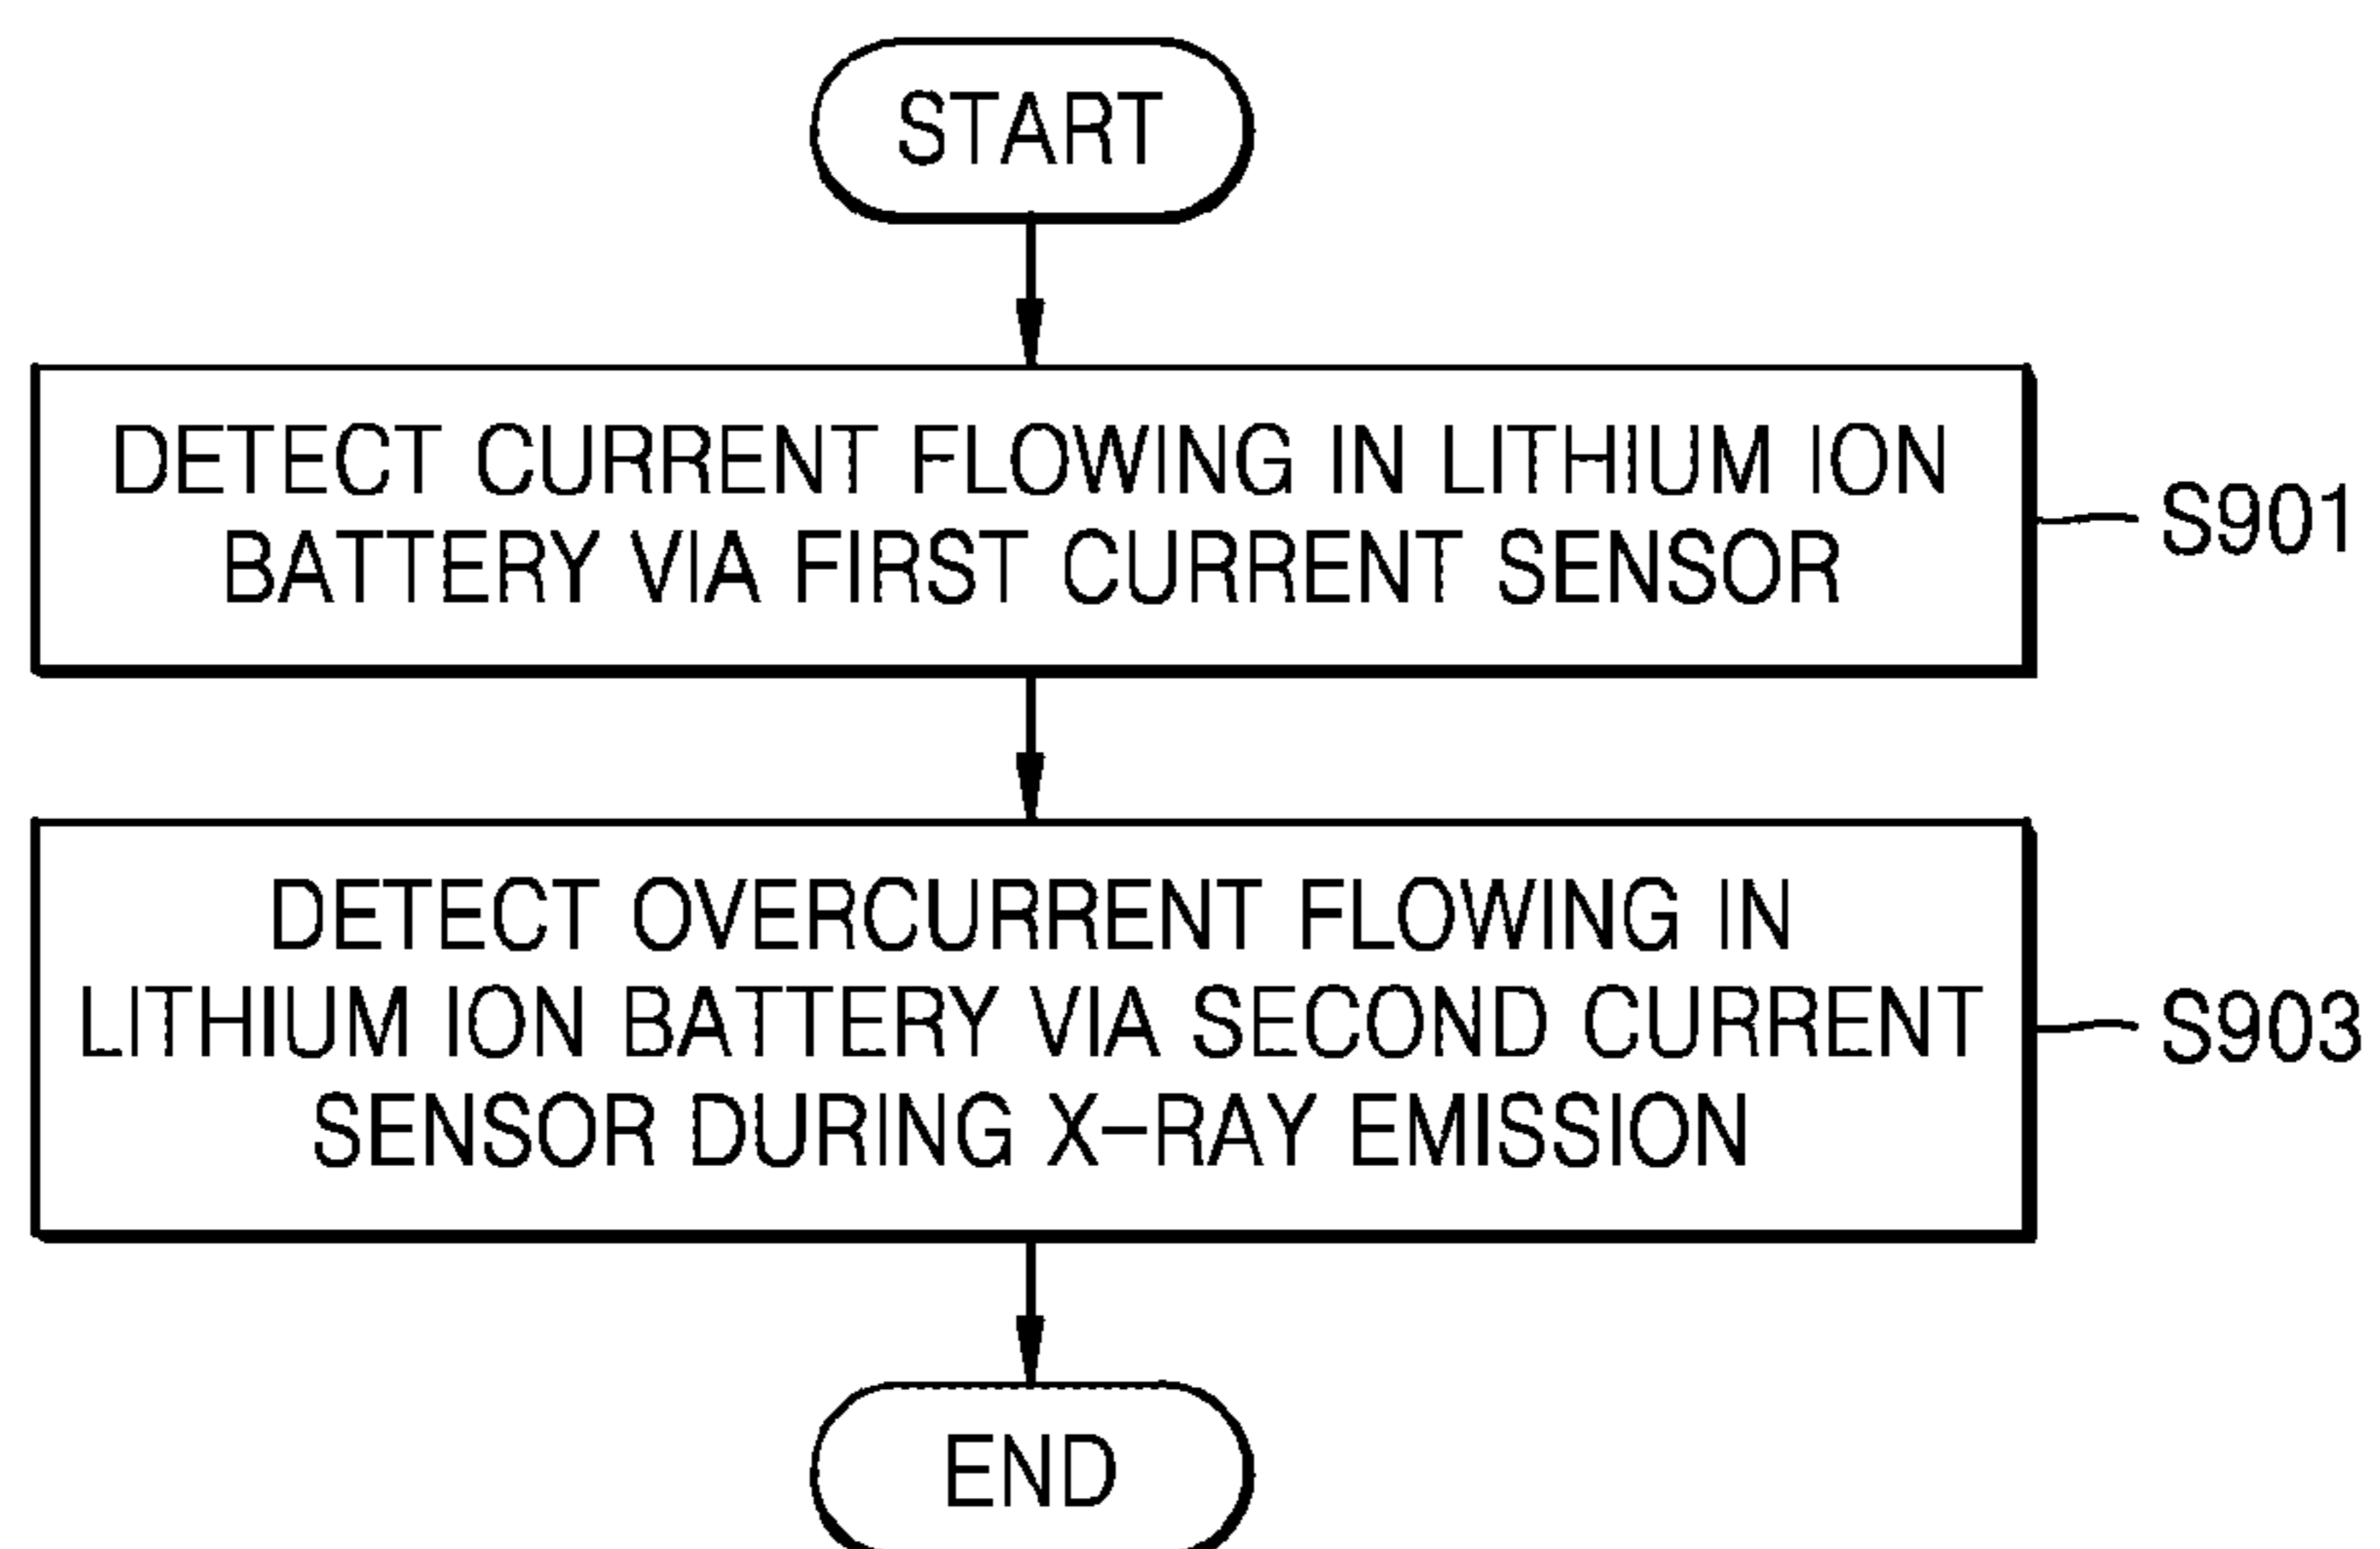 START
DETECT CURRENT FLOWING IN LITHIUM ION
BATTERY VIA FIRST CURRENT SENSOR
S901
DETECT OVERCURRENT FLOWING IN
LITHIUM ION BATTERY VIA SECOND CURRENT
SENSOR DURING X-RAY EMISSION
S903
END